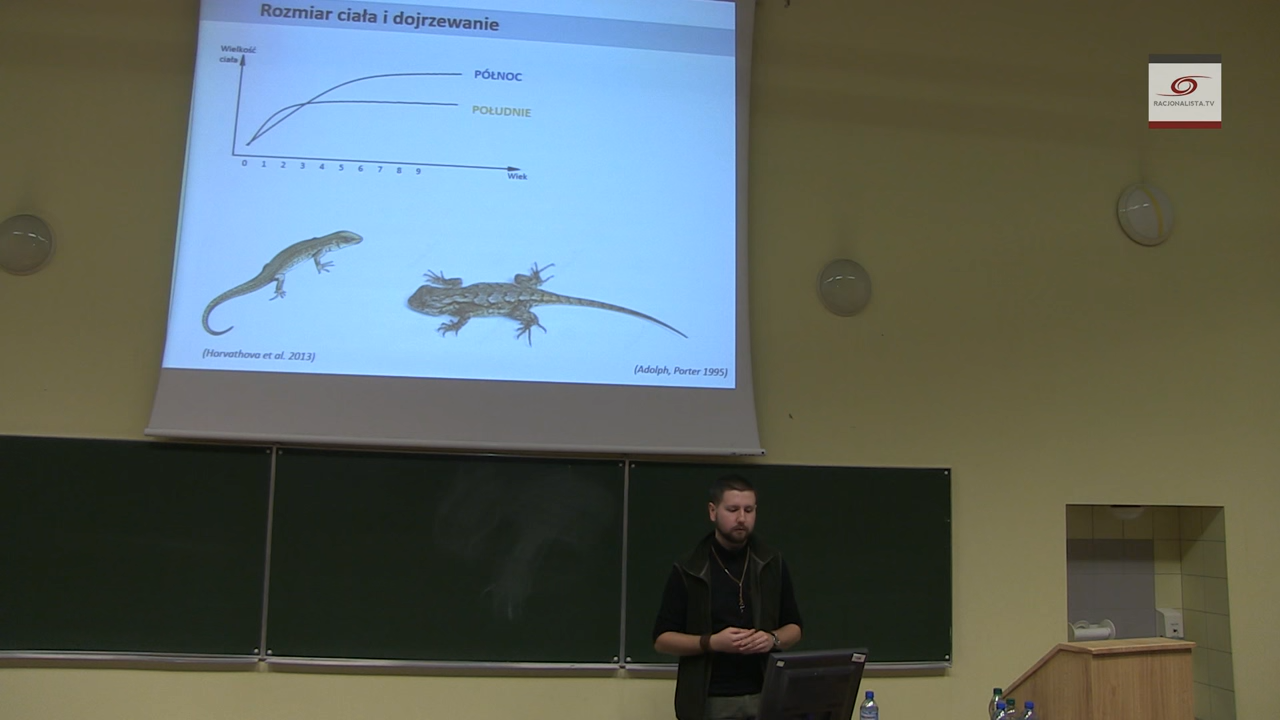 Rozmiar ciała i dojrzewanie
Wielkość
ciała
PÓŁNOC
POŁUDNIE
0 1 2 3 4 5 6 7 8 9
Wiek
(Horvathova et al. 2013)
(Adolph, Porter 1995)
RACJONALISTA.TV